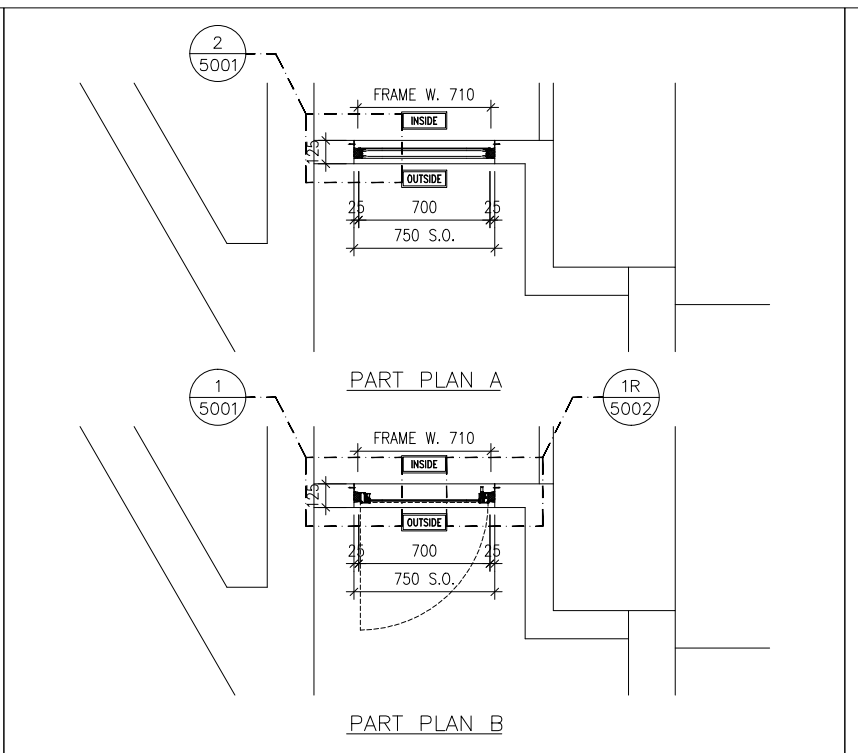 2
5001
FRAME W. 710
INSIDE
125
OUTSIDE
25 700 25
750 S.O.
PART PLAN A
1
5001
1R
5002
FRAME W. 710
INSIDE
125
OUTSIDE
25 700 25
750 S.O.
PART PLAN B